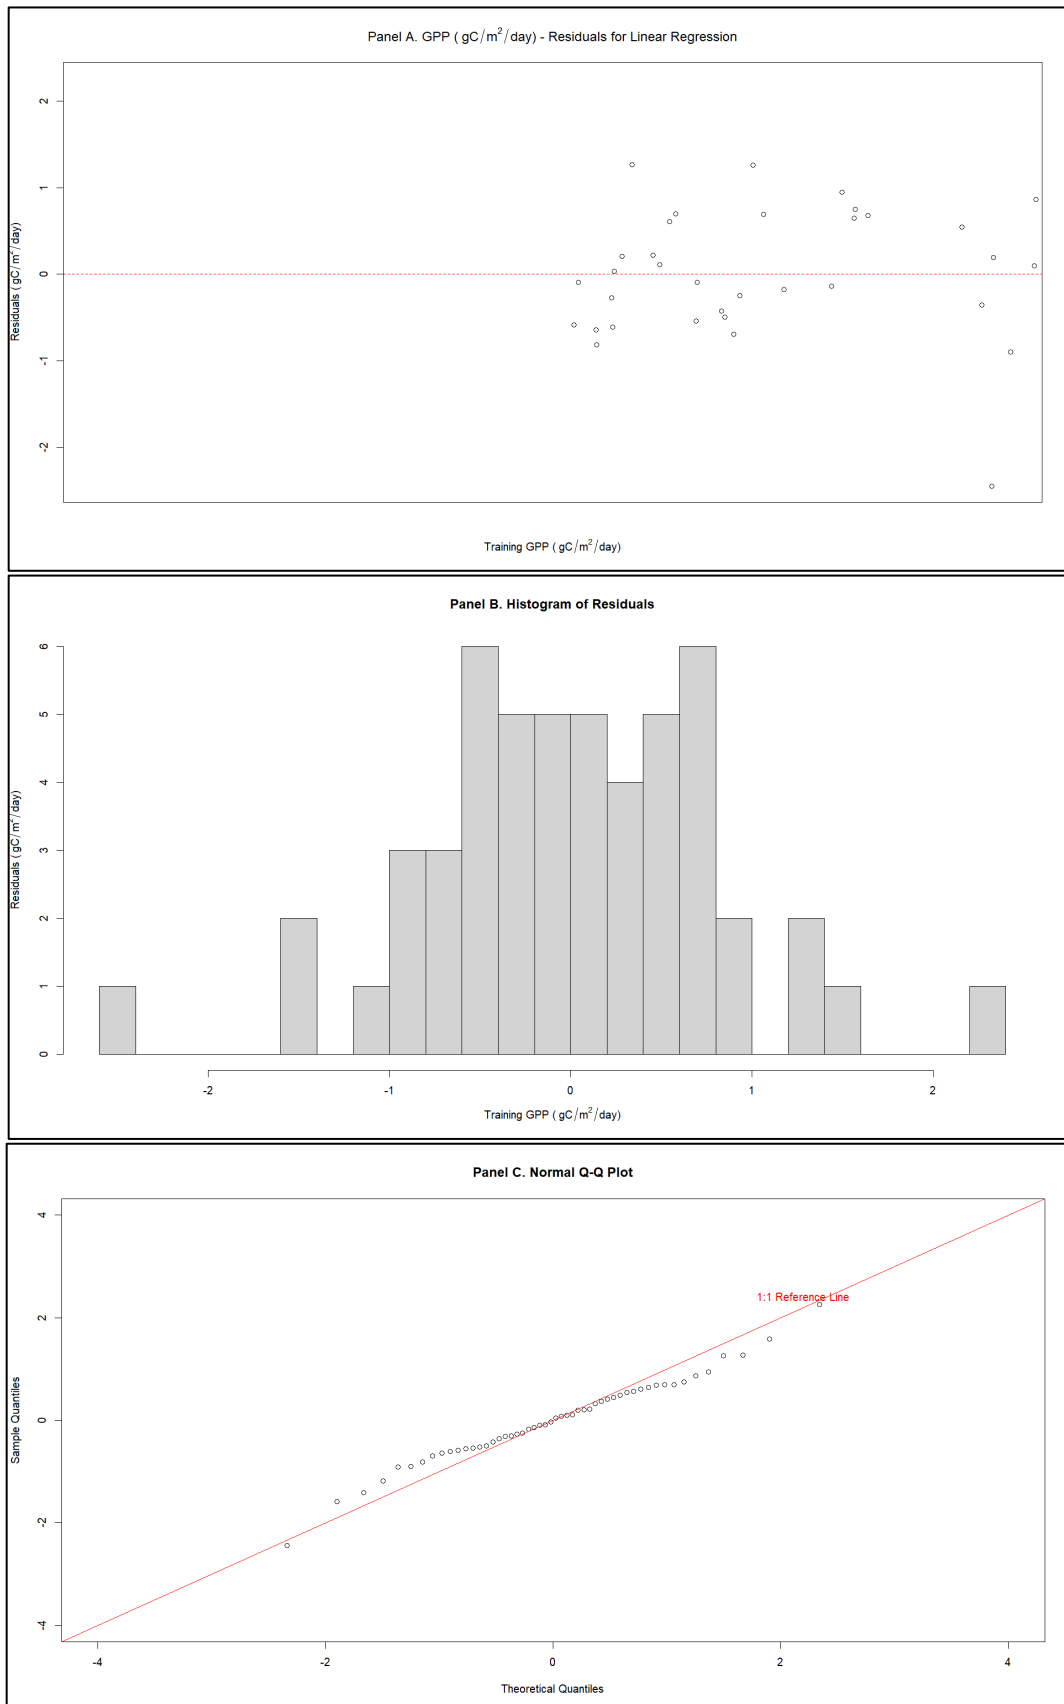 Panel A. GPP ( gC/m²/day) - Residuals for Linear Regression
2
1
0
-1
-2
Residuals ( gC/m²/day)
Training GPP ( gC/m²/day)
Panel B. Histogram of Residuals
6
5
4
3
2
1
0
Residuals ( gC/m²/day)
-2 -1 0 1 2
Training GPP ( gC/m²/day)
Panel C. Normal Q-Q Plot
4
2
0
-2
-4
Sample Quantiles
1:1 Reference Line
-4 -2 0 2 4
Theoretical Quantiles